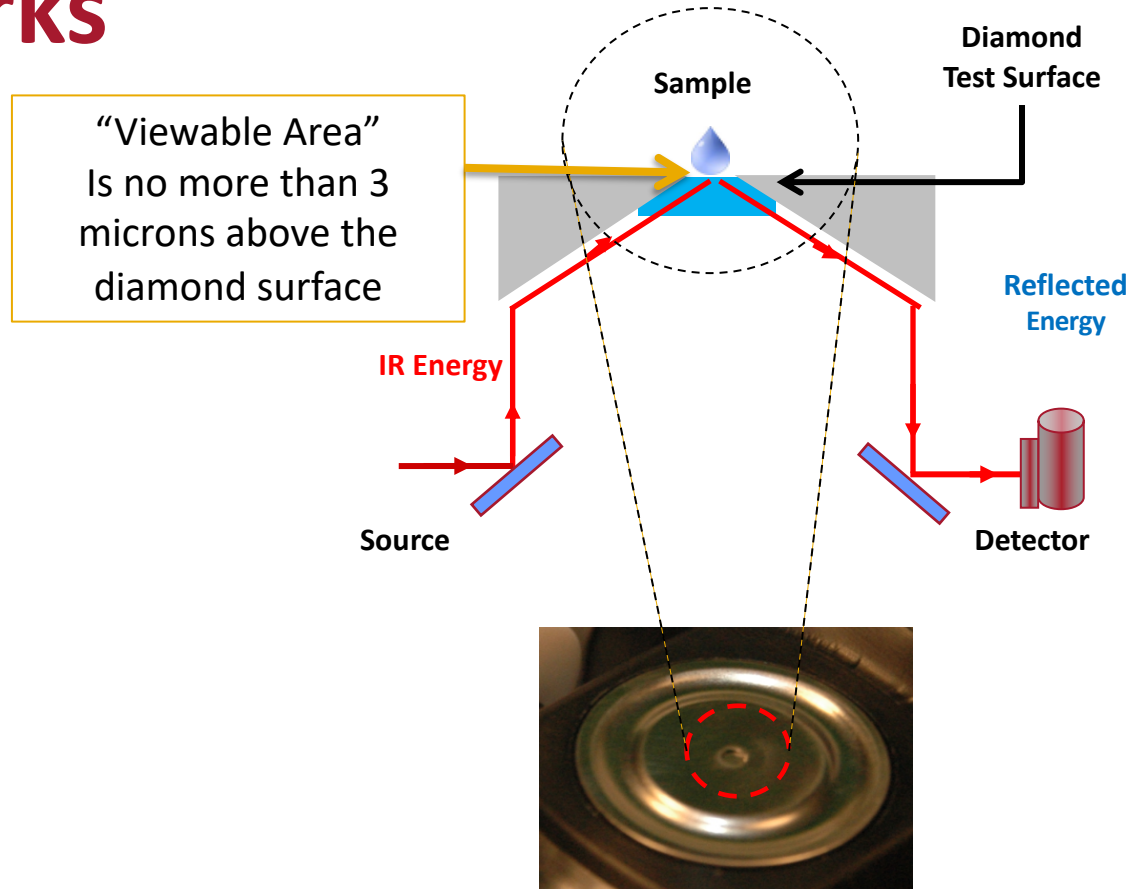 rks
Diamond
Test Surface
Sample
“Viewable Area”
Is no more than 3
microns above the
diamond surface
Reflected
Energy
IR Energy
Source
Detector